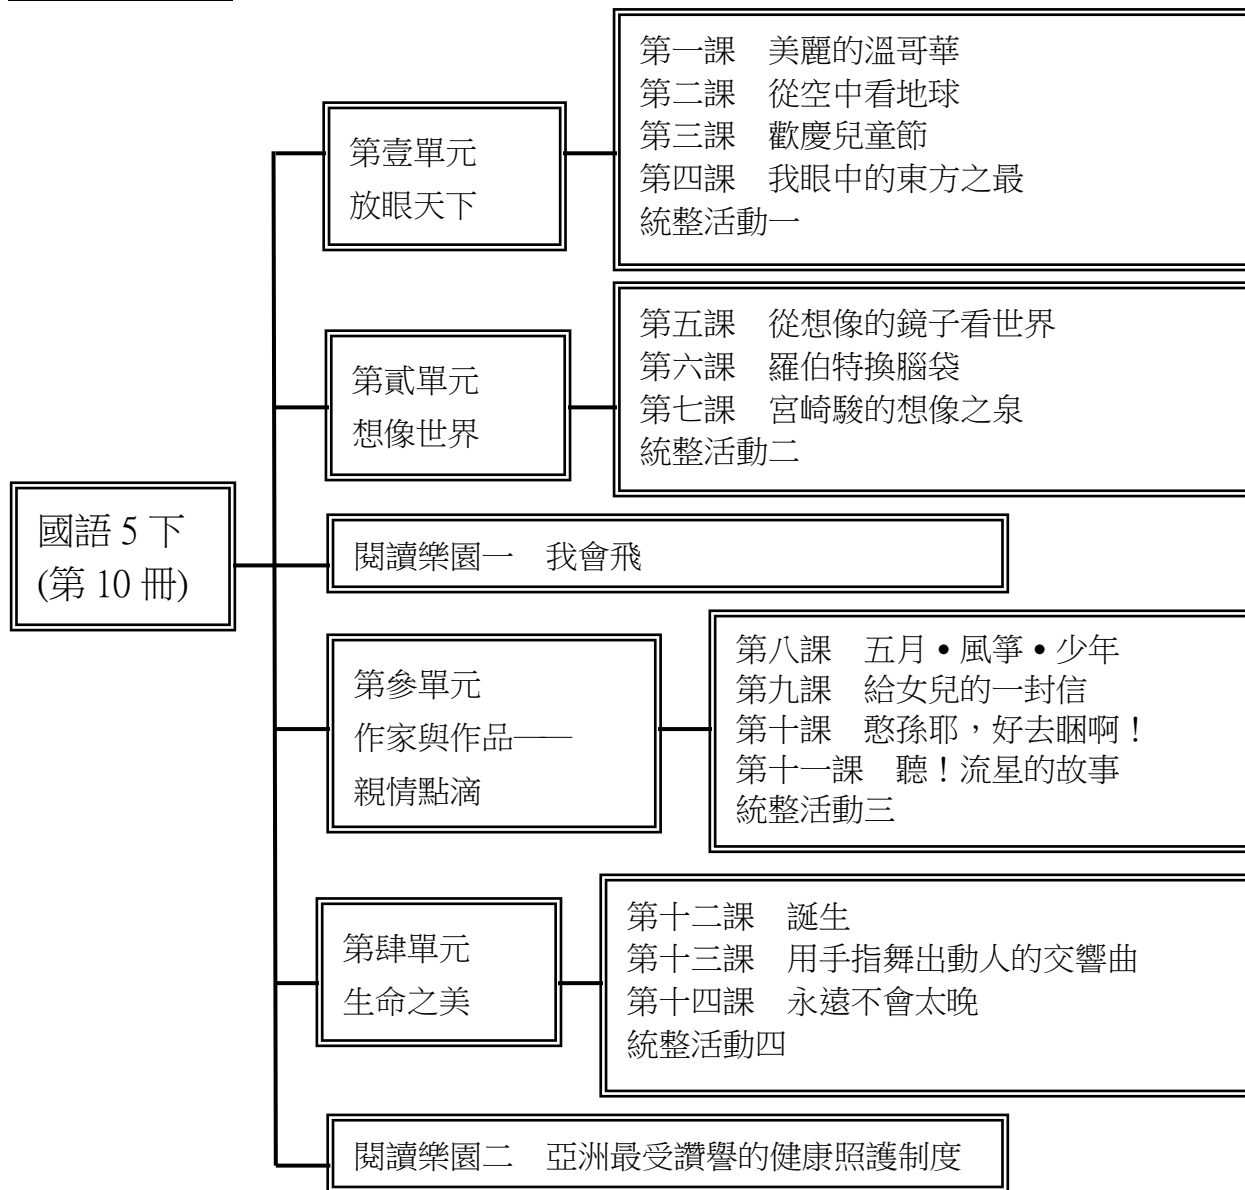 國語 5 下
(第 10 冊)
第壹單元
放眼天下
第一課　美麗的溫哥華
第二課　從空中看地球
第三課　歡慶兒童節
第四課　我眼中的東方之最
統整活動一
第貳單元
想像世界
第五課　從想像的鏡子看世界
第六課　羅伯特換腦袋
第七課　宮崎駿的想像之泉
統整活動二
閱讀樂園一　我會飛
第參單元
作家與作品——
親情點滴
第八課　五月•風箏•少年
第九課　給女兒的一封信
第十課　憨孫耶，好去睏啊！
第十一課　聽！流星的故事
統整活動三
第肆單元
生命之美
第十二課　誕生
第十三課　用手指舞出動人的交響曲
第十四課　永遠不會太晚
統整活動四
閱讀樂園二　亞洲最受讚譽的健康照護制度